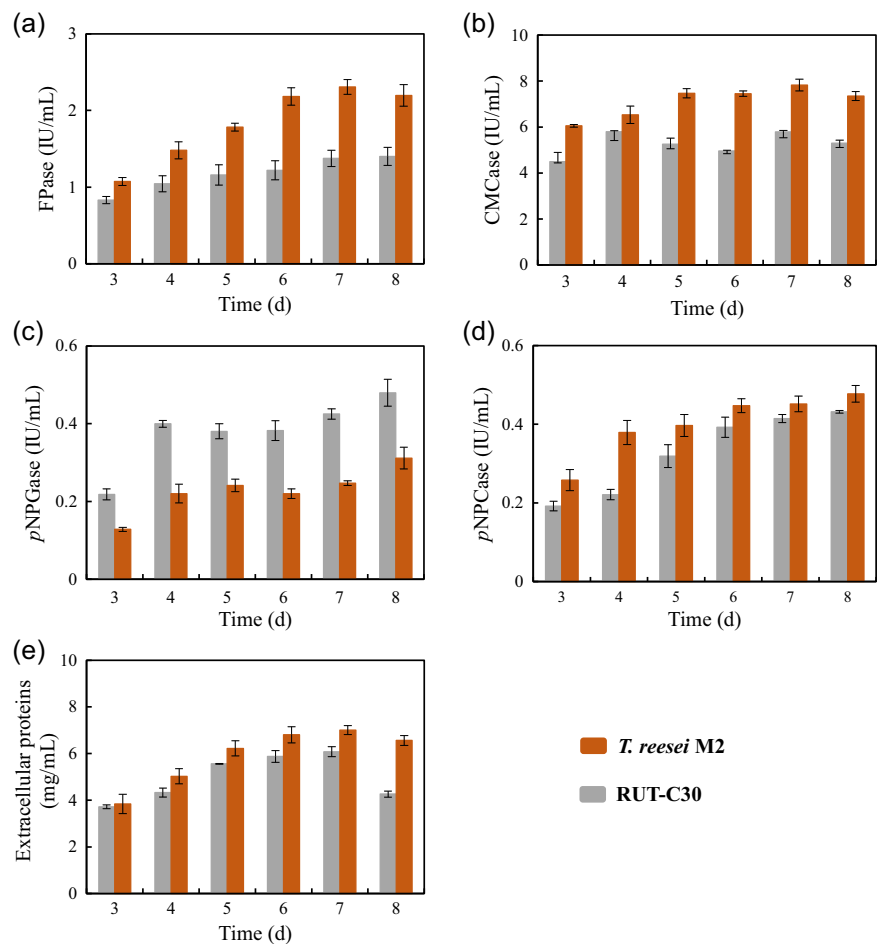 (a)
3
2
1
0
FPase (IU/mL)
3 4 5 6 7 8
Time (d)
(b)
10
8
6
4
2
0
CMCase (IU/mL)
3 4 5 6 7 8
Time (d)
(c)
0.6
0.4
0.2
0
pNPGase (IU/mL)
3 4 5 6 7 8
Time (d)
(d)
0.6
0.4
0.2
0
pNPCase (IU/mL)
3 4 5 6 7 8
Time (d)
(e)
10
8
6
4
2
0
Extracellular proteins
(mg/mL)
3 4 5 6 7 8
Time (d)
T. reesei M2
RUT-C30